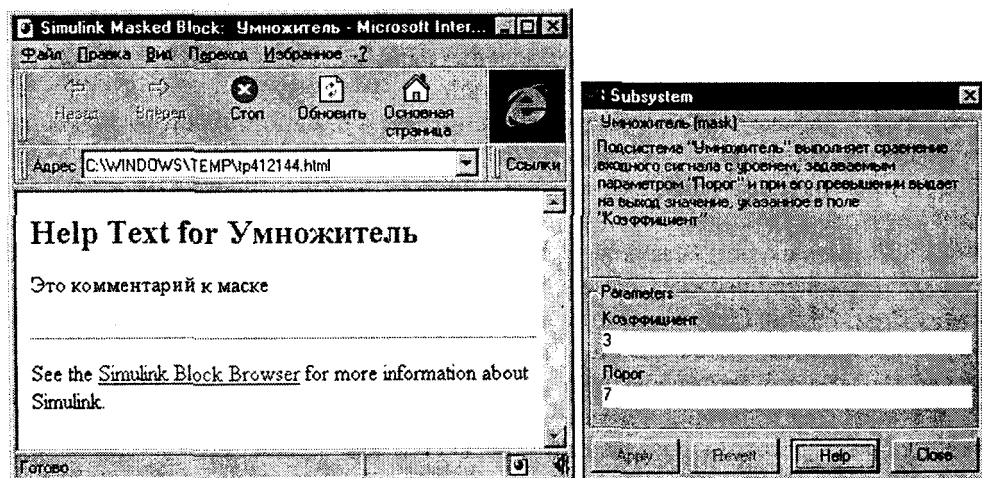 Simulink Masked Block: Умножитель - Microsoft Inter...
Файл Правка Вид Переход Избранное ?
Назад Вперед Стоп Обновить Основная страница
Адрес C:\WINDOWS\TEMP\tp412144.html Ссылки
Help Text for Умножитель
Это комментарий к маске
See the Simulink Block Browser for more information about
Simulink.
Готово
Subsystem
Умножитель (mask)
Подсистема "Умножитель" выполняет сравнение
входного сигнала с уровнем, задаваемым
параметром "Порог" и при его превышении выдает
на выход значение, указанное в поле
"Коэффициент"
Parameters
Коэффициент
3
Порог
7
Apply Revert Help Close